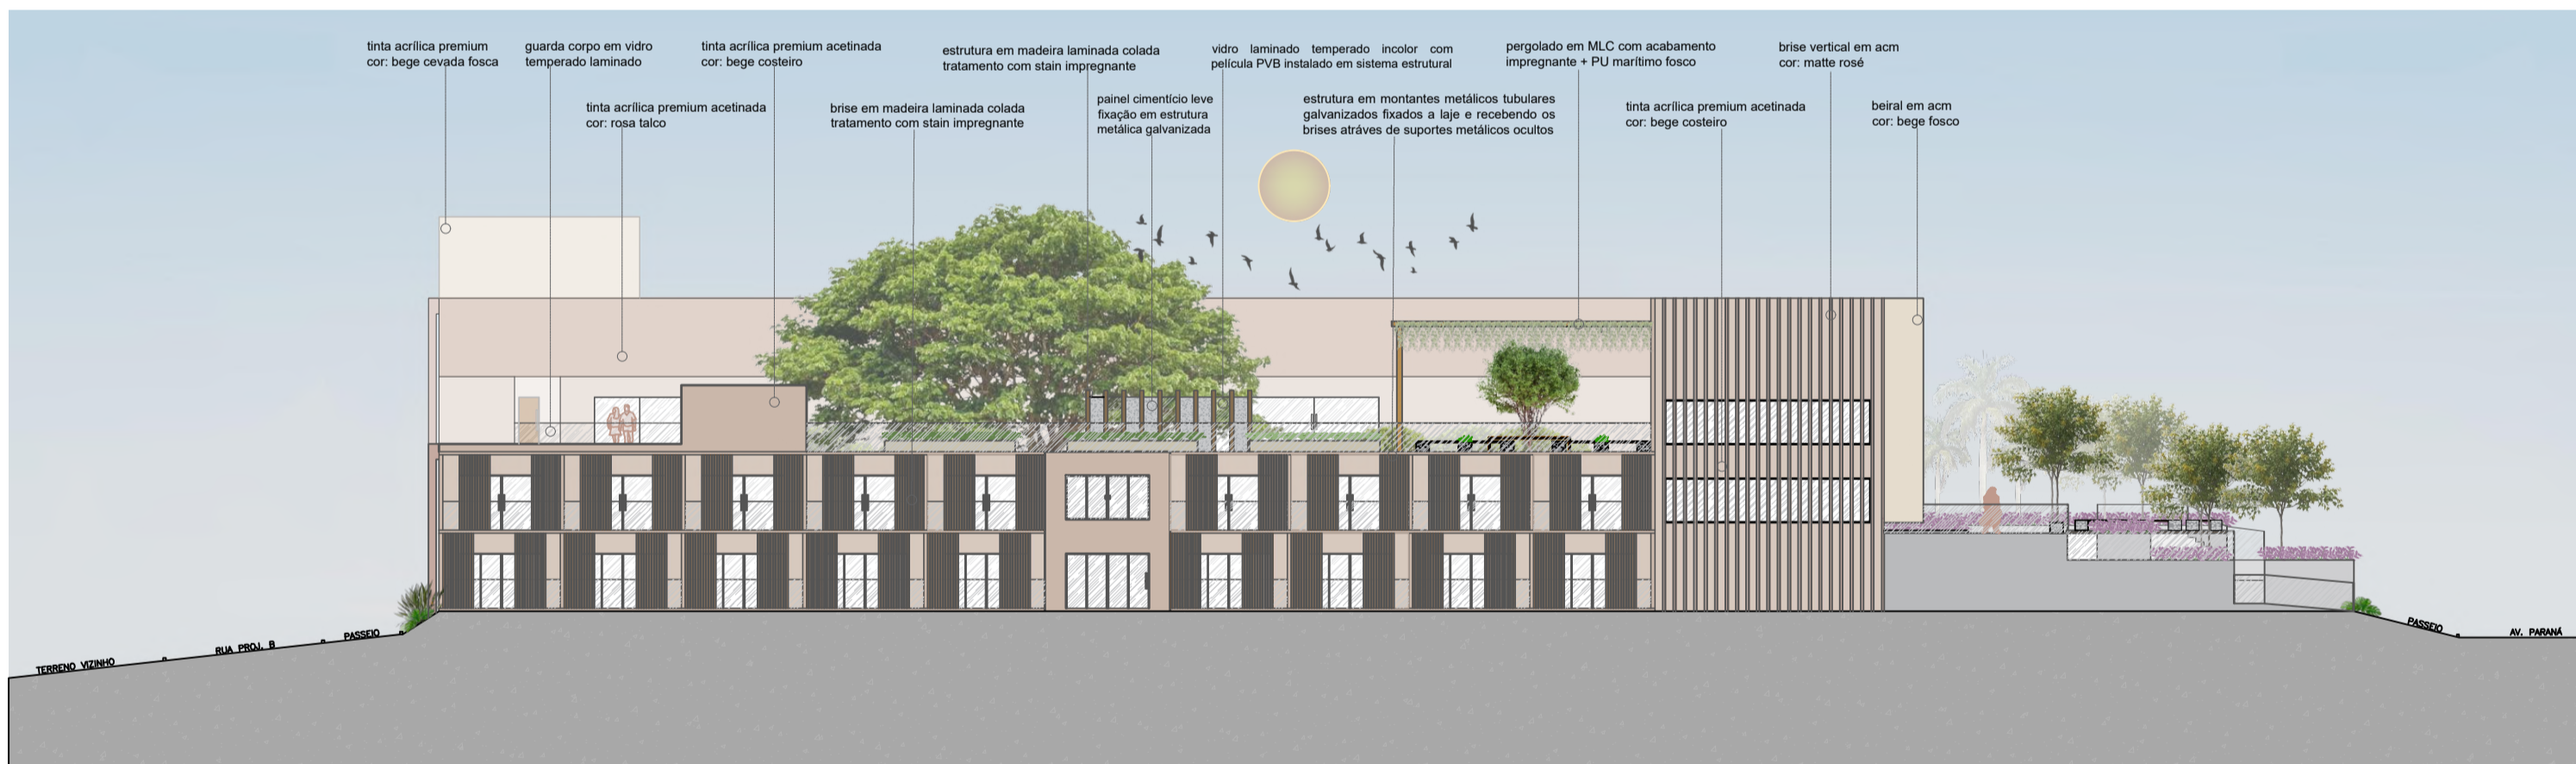 tinta acrílica premium
cor: bege cevada fosca
guarda corpo em vidro
temperado laminado
tinta acrílica premium acetinada
cor: bege costeiro
estrutura em madeira laminada colada
tratamento com stain impregnante
vidro laminado temperado incolor com
película PVB instalado em sistema estrutural
pergolado em MLC com acabamento
impregnante + PU marítimo fosco
brise vertical em acm
cor: matte rosé
tinta acrílica premium acetinada
cor: rosa talco
brise em madeira laminada colada
tratamento com stain impregnante
painel cimentício leve
fixação em estrutura
metálica galvanizada
estrutura em montantes metálicos tubulares
galvanizados fixados a laje e recebendo os
brises atráves de suportes metálicos ocultos
tinta acrílica premium acetinada
cor: bege costeiro
beiral em acm
cor: bege fosco
TERRENO VIZINHO
RUA PROJ. B
PASSEIO
PASSEIO
AV. PARANÁ